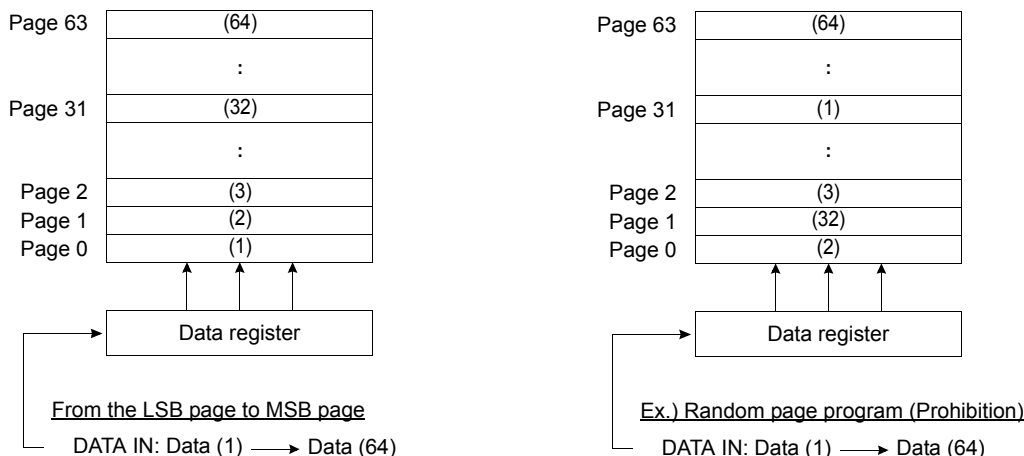 Page 63 (64)
:
Page 31 (32)
:
Page 2 (3)
Page 1 (2)
Page 0 (1)
Data register
From the LSB page to MSB page
DATA IN: Data (1) Data (64)
Page 63 (64)
:
Page 31 (1)
:
Page 2 (3)
Page 1 (32)
Page 0 (2)
Data register
Ex.) Random page program (Prohibition)
DATA IN: Data (1) Data (64)